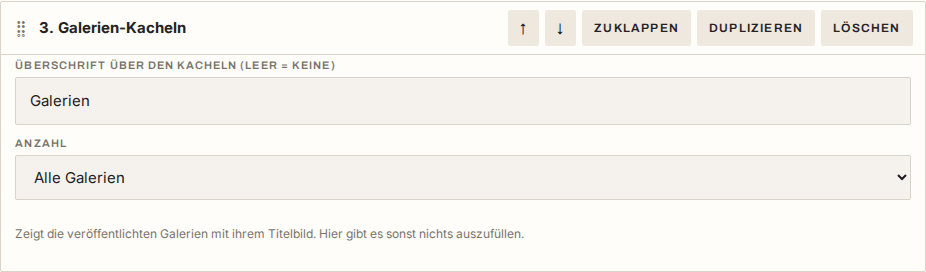 3. Galerien-Kacheln
↑ ↓ ZUKLAPPEN DUPLIZIEREN LÖSCHEN
ÜBERSCHRIFT ÜBER DEN KACHELN (LEER = KEINE)
Galerien
ANZAHL
Alle Galerien
Zeigt die veröffentlichten Galerien mit ihrem Titelbild. Hier gibt es sonst nichts auszufüllen.